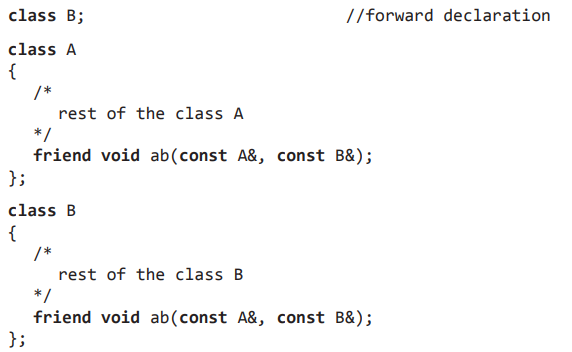 class B; //forward declaration
class A
{
/*
rest of the class A
*/
friend void ab(const A&, const B&);
};
class B
{
/*
rest of the class B
*/
friend void ab(const A&, const B&);
};